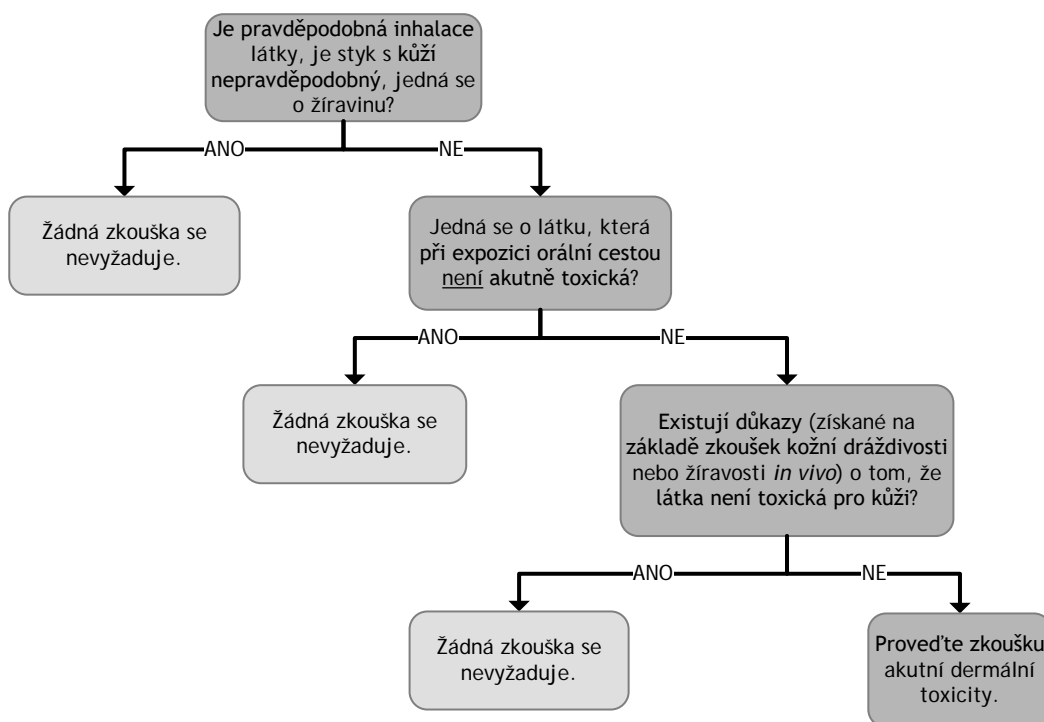 Je pravděpodobná inhalace
látky, je styk s kůží
nepravděpodobný, jedná se
o žíravinu?
ANO
NE
Žádná zkouška se
nevyžaduje.
Jedná se o látku, která
při expozici orální cestou
není akutně toxická?
ANO
NE
Žádná zkouška se
nevyžaduje.
Existují důkazy (získané na
základě zkoušek kožní dráždivosti
nebo žíravosti in vivo) o tom, že
látka není toxická pro kůži?
ANO
NE
Žádná zkouška se
nevyžaduje.
Proveďte zkoušku
akutní dermální
toxicity.